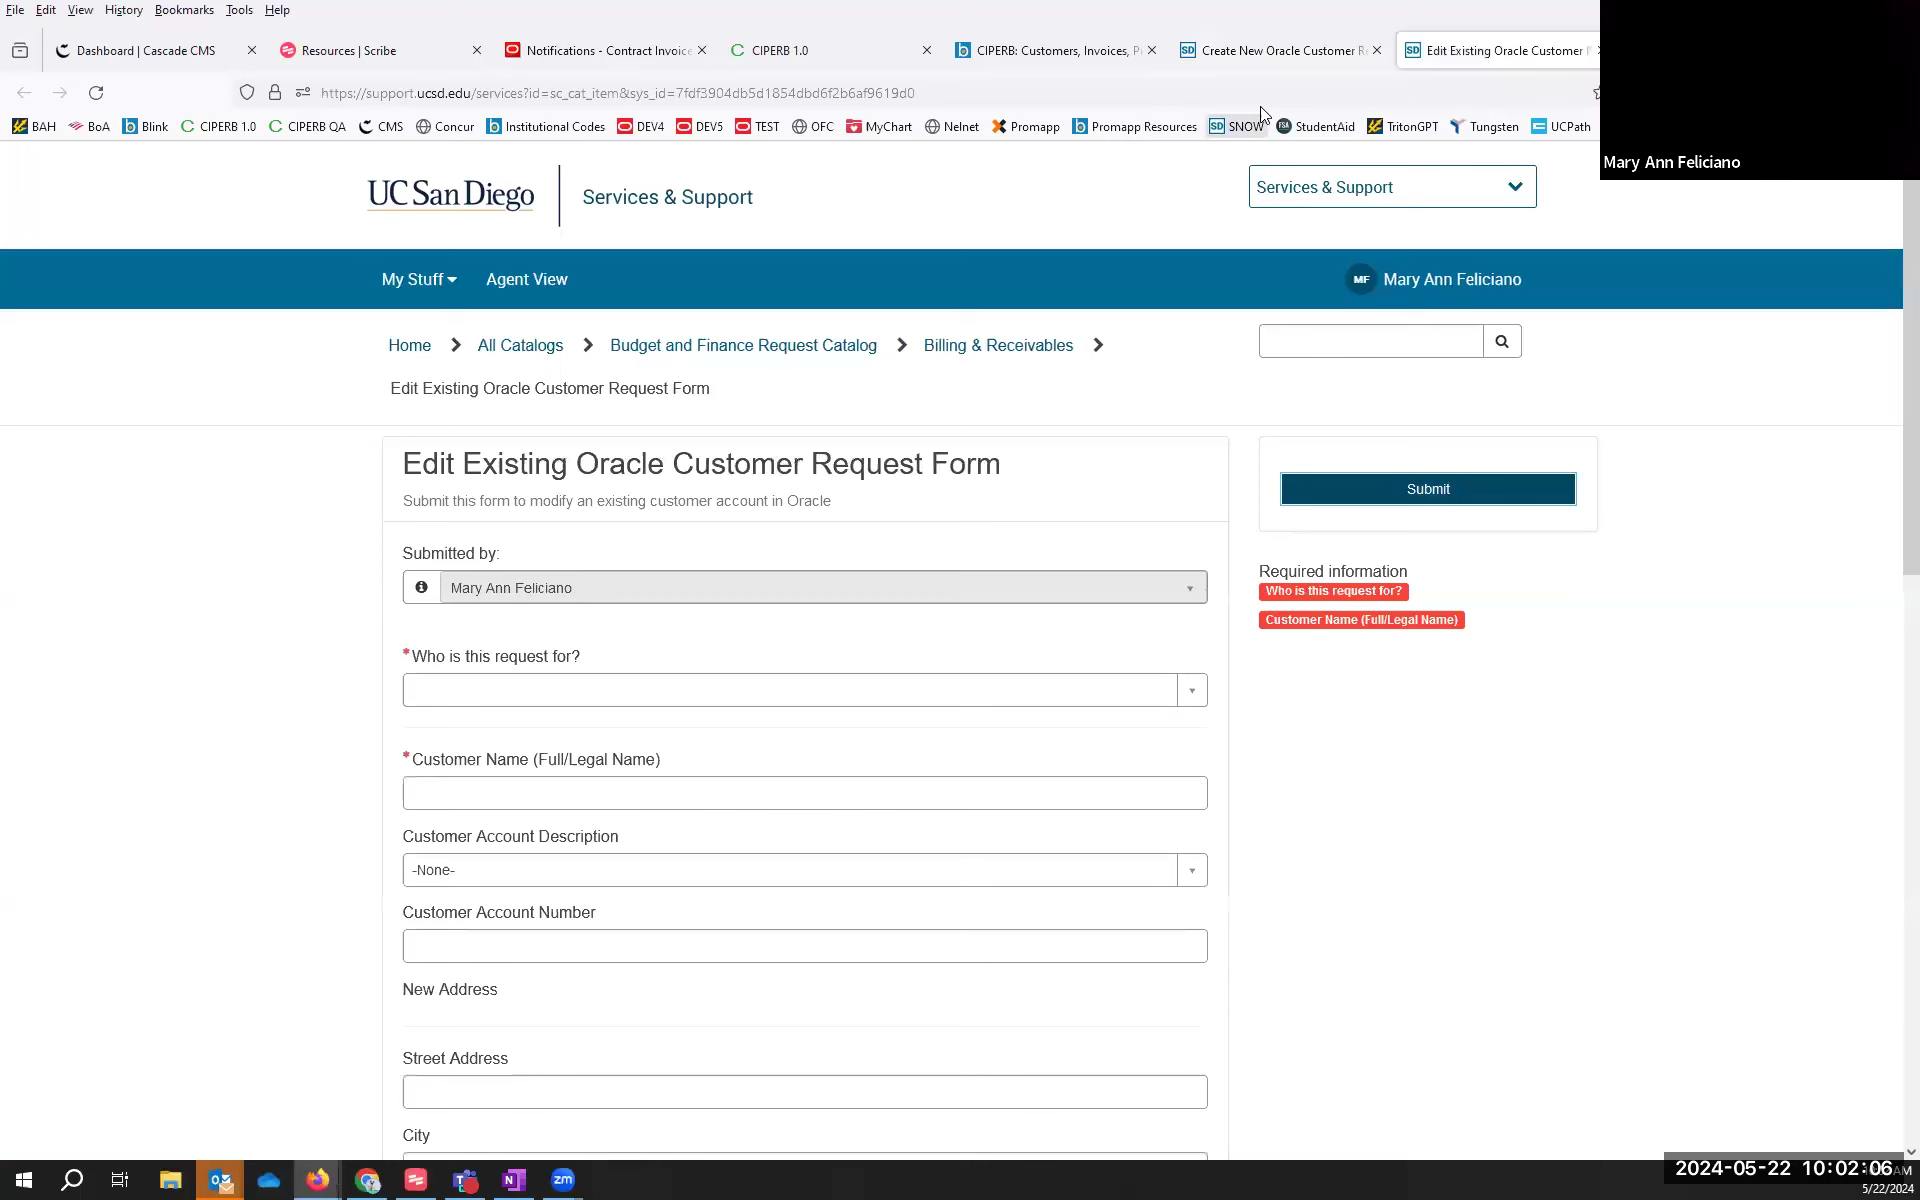 File Edit View History Bookmarks Tools Help
Dashboard | Cascade CMS
Resources | Scribe
Notifications - Contract Invoice
CIPERB 1.0
CIPERB: Customers, Invoices, P
Create New Oracle Customer Re
Edit Existing Oracle Customer
https://support.ucsd.edu/services?id=sc_cat_item&sys_id=7fdf3904db5d1854dbd6f2b6af9619d0
BAH BoA Blink CIPERB 1.0 CIPERB QA CMS Concur Institutional Codes DEV4 DEV5 TEST OFC MyChart Nelnet Promapp Promapp Resources SNOW StudentAid TritonGPT Tungsten UCPath
Mary Ann Feliciano
UC San Diego
Services & Support
Services & Support
My Stuff
Agent View
MF Mary Ann Feliciano
Home
All Catalogs
Budget and Finance Request Catalog
Billing & Receivables
Edit Existing Oracle Customer Request Form
Edit Existing Oracle Customer Request Form
Submit this form to modify an existing customer account in Oracle
Submit
Submitted by:
Mary Ann Feliciano
Required information
Who is this request for?
Customer Name (Full/Legal Name)
*Who is this request for?
*Customer Name (Full/Legal Name)
Customer Account Description
-None-
Customer Account Number
New Address
Street Address
City
2024-05-22 10:02:06
5/22/2024